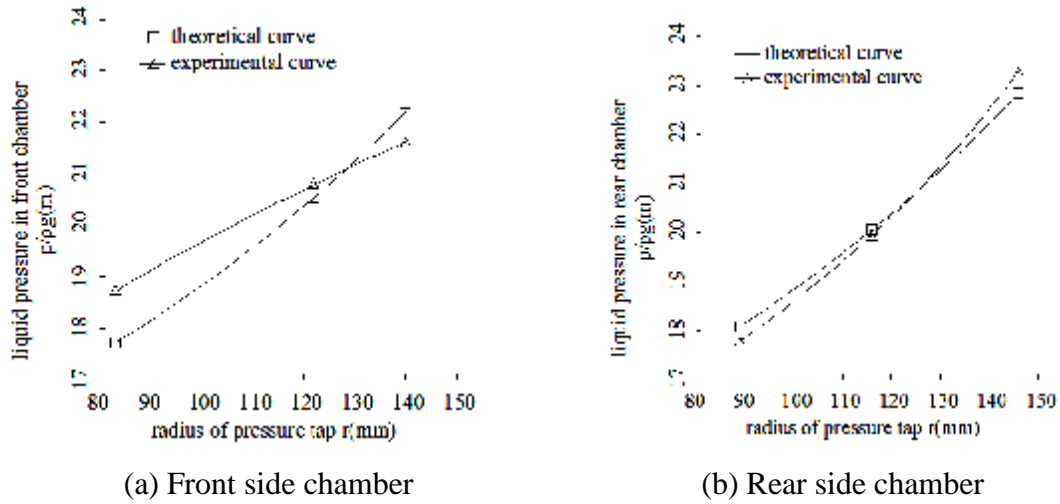 theoretical curve
experimental curve
24
23
22
21
20
19
18
17
80 90 100 110 120 130 140 150
liquid pressure in front chamber
p/ρg(m)
radius of pressure tap r(mm)
(a) Front side chamber
theoretical curve
experimental curve
24
23
22
21
20
19
18
17
80 90 100 110 120 130 140 150
liquid pressure in rear chamber
p/ρg(m)
radius of pressure tap r(mm)
(b) Rear side chamber